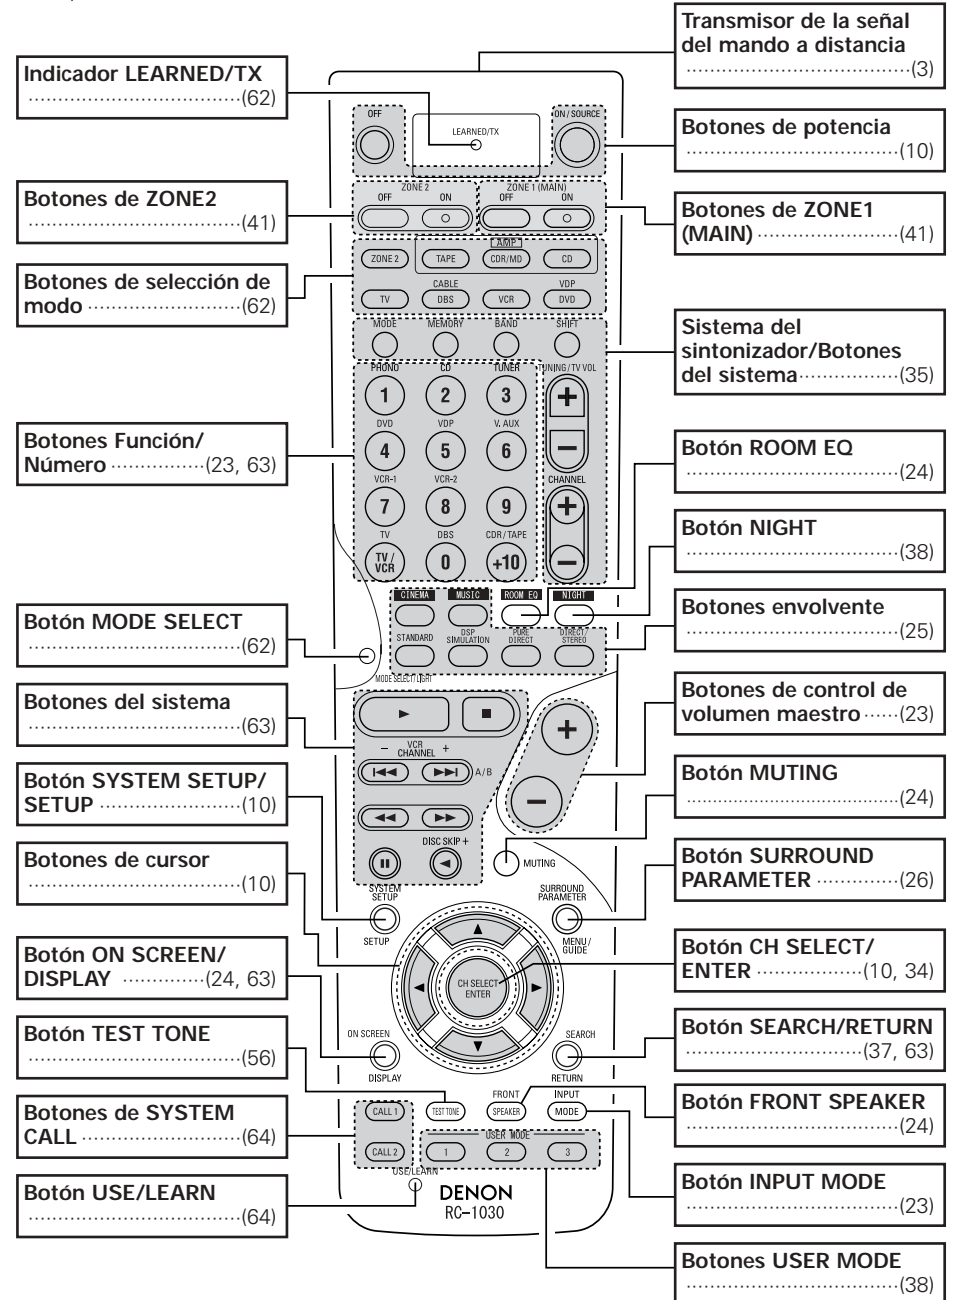 Transmisor de la señal
del mando a distancia
······································(3)
Indicador LEARNED/TX
····································(62)
Botones de potencia
····································(10)
Botones de ZONE2
····································(41)
Botones de ZONE1
(MAIN) ························(41)
Botones de selección de
modo ··························(62)
Sistema del
sintonizador/Botones
del sistema·················(35)
Botones Función/
Número ················(23, 63)
Botón ROOM EQ
····································(24)
Botón NIGHT
····································(38)
Botones envolvente
····································(25)
Botón MODE SELECT
····································(62)
Botones del sistema
····································(63)
Botones de control de
volumen maestro ······(23)
Botón SYSTEM SETUP/
SETUP ························(10)
Botón MUTING
····································(24)
Botones de cursor
····································(10)
Botón SURROUND
PARAMETER ··············(26)
Botón ON SCREEN/
DISPLAY ················(24, 63)
Botón CH SELECT/
ENTER ··················(10, 34)
Botón TEST TONE
····································(56)
Botón SEARCH/RETURN
······························(37, 63)
Botones de SYSTEM
CALL ···························(64)
Botón FRONT SPEAKER
····································(24)
Botón USE/LEARN
····································(64)
Botón INPUT MODE
····································(23)
Botones USER MODE
····································(38)
OFF
LEARNED/TX
ON / SOURCE
ZONE 2
ZONE 1 (MAIN)
OFF ON OFF ON
AMP
ZONE 2 TAPE CDR/MD CD
CABLE VDP
TV DBS VCR DVD
MODE MEMORY BAND SHIFT
PHONO CD TUNER TUNING / TV VOL
1 2 3 +
DVD VDP V. AUX
4 5 6 −
VCR-1 VCR-2 CHANNEL
7 8 9 +
TV DBS CDR / TAPE
TV / VCR 0 +10 −
CINEMA MUSIC ROOM EQ NIGHT
STANDARD DSP SIMULATION PURE DIRECT DIRECT / STEREO
MODE SELECT / LIGHT
− VCR CHANNEL +
A / B
+
−
DISC SKIP +
MUTING
SYSTEM SETUP
SURROUND PARAMETER
SETUP
MENU / GUIDE
CH SELECT
ENTER
ON SCREEN
SEARCH
DISPLAY
RETURN
FRONT INPUT
CALL 1 TEST TONE SPEAKER MODE
USER MODE
CALL 2 1 2 3
USE/LEARN
DENON
RC-1030